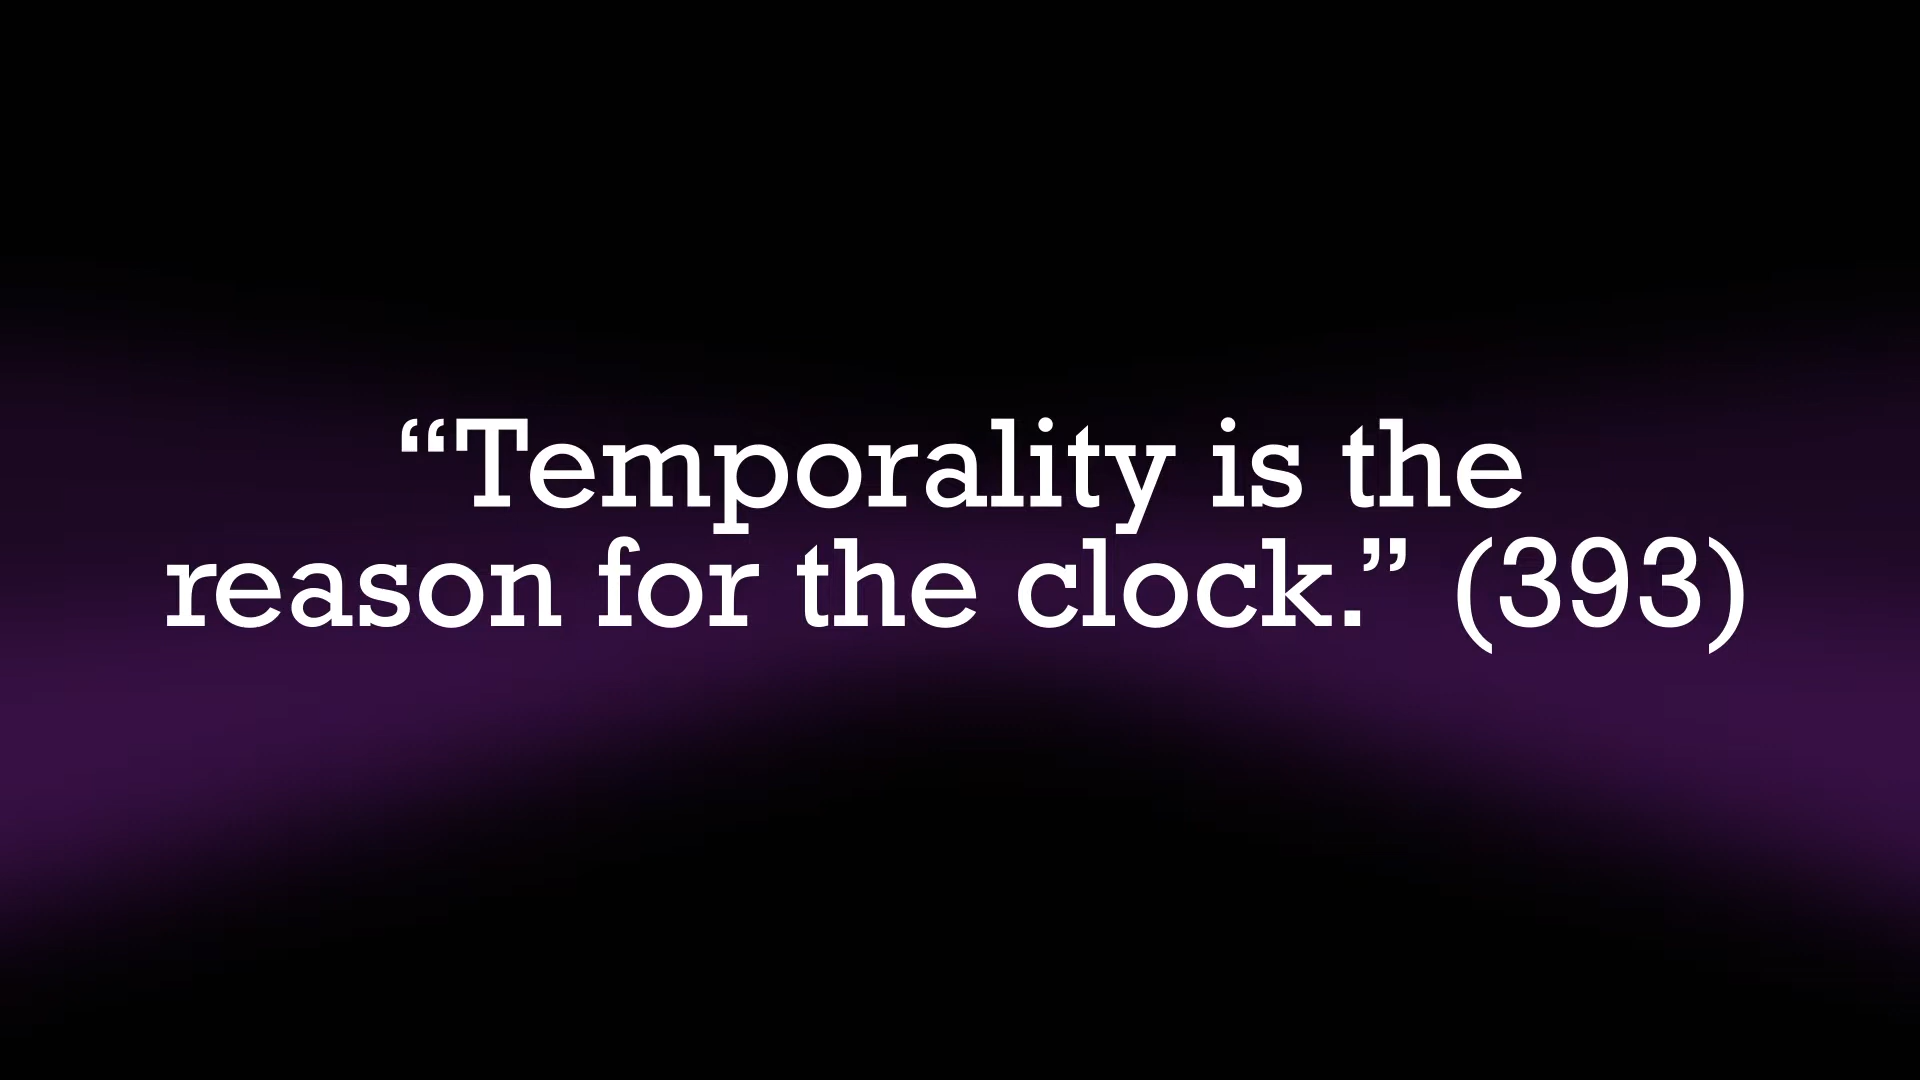 “Temporality is the
reason for the clock.” (393)